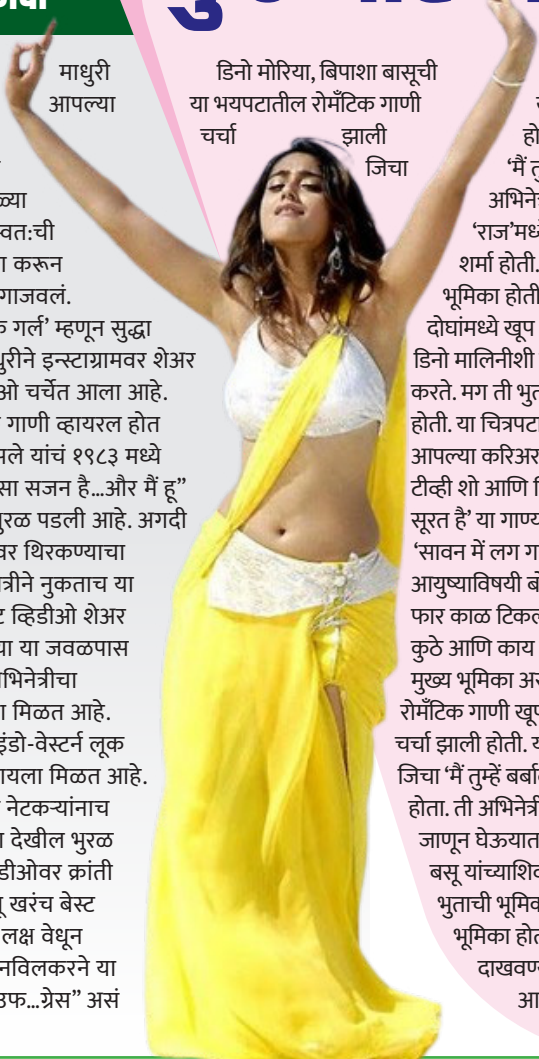 माधुरी
आपल्या
ळ्या
वत:ची
करून
गाजवलं.
गर्ल’ म्हणून सुद्धा
धुरीने इन्स्टाग्रामवर शेअर
ओ चर्चेत आला आहे.
गाणी व्हायरल होत
सले यांचं १९८३ मध्ये
सा सजन है...और मैं हू”
ुरळ पडली आहे. अगदी
वर थिरकण्याचा
त्रीने नुकताच या
ट व्हिडीओ शेअर
या या जवळपास
भिनेत्रीचा
मिळत आहे.
इंडो-वेस्टर्न लूक
ायला मिळत आहे.
नेटकऱ्यांनाच
देखील भुरळ
डीओवर क्रांती
खरंच बेस्ट
लक्ष वेधून
नविलकरने या
उफ...ग्रेस” असं
डिनो मोरिया, बिपाशा बासूची
या भयपटातील रोमँटिक गाणी
चर्चा झाली
जिचा
हो
‘मैं तु
अभिने
‘राज’मध्
शर्मा होती.
भूमिका होती
दोघांमध्ये खूप
डिनो मालिनीशी
करते. मग ती भुत
होती. या चित्रपटा
आपल्या करिअर
टीव्ही शो आणि
सूरत है’ या गाण्य
‘सावन में लग ग
आयुष्याविषयी बो
फार काळ टिकल
कुठे आणि काय
मुख्य भूमिका अस
रोमँटिक गाणी खूप
चर्चा झाली होती. य
जिचा ‘मैं तुम्हें बर्बा
होता. ती अभिनेत्री
जाणून घेऊयात
बसू यांच्याशि
भुताची भूमिक
भूमिका होत
दाखवण
आ